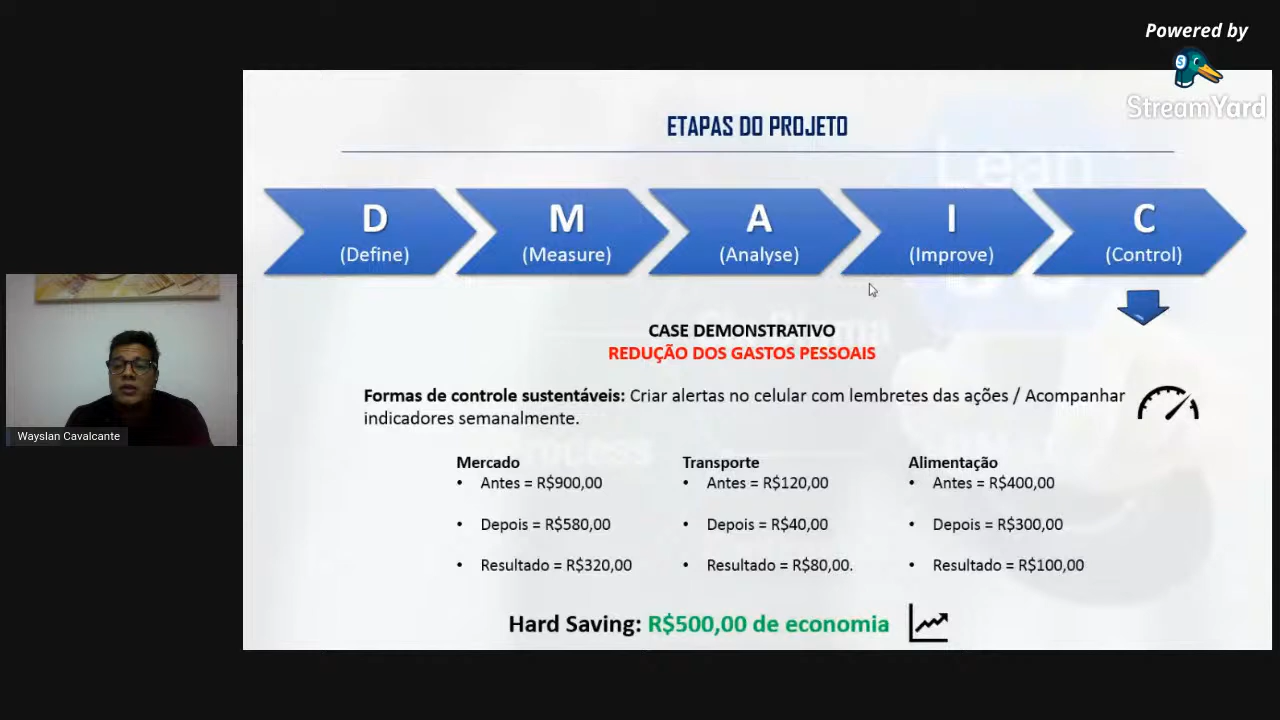 Powered by
StreamYard
ETAPAS DO PROJETO
Lean
D
(Define)
M
(Measure)
A
(Analyse)
I
(Improve)
C
(Control)
CASE DEMONSTRATIVO
REDUÇÃO DOS GASTOS PESSOAIS
Formas de controle sustentáveis: Criar alertas no celular com lembretes das ações / Acompanhar
indicadores semanalmente.
Mercado
• Antes = R$900,00
• Depois = R$580,00
• Resultado = R$320,00
Transporte
• Antes = R$120,00
• Depois = R$40,00
• Resultado = R$80,00.
Alimentação
• Antes = R$400,00
• Depois = R$300,00
• Resultado = R$100,00
Hard Saving: R$500,00 de economia
Wayslan Cavalcante